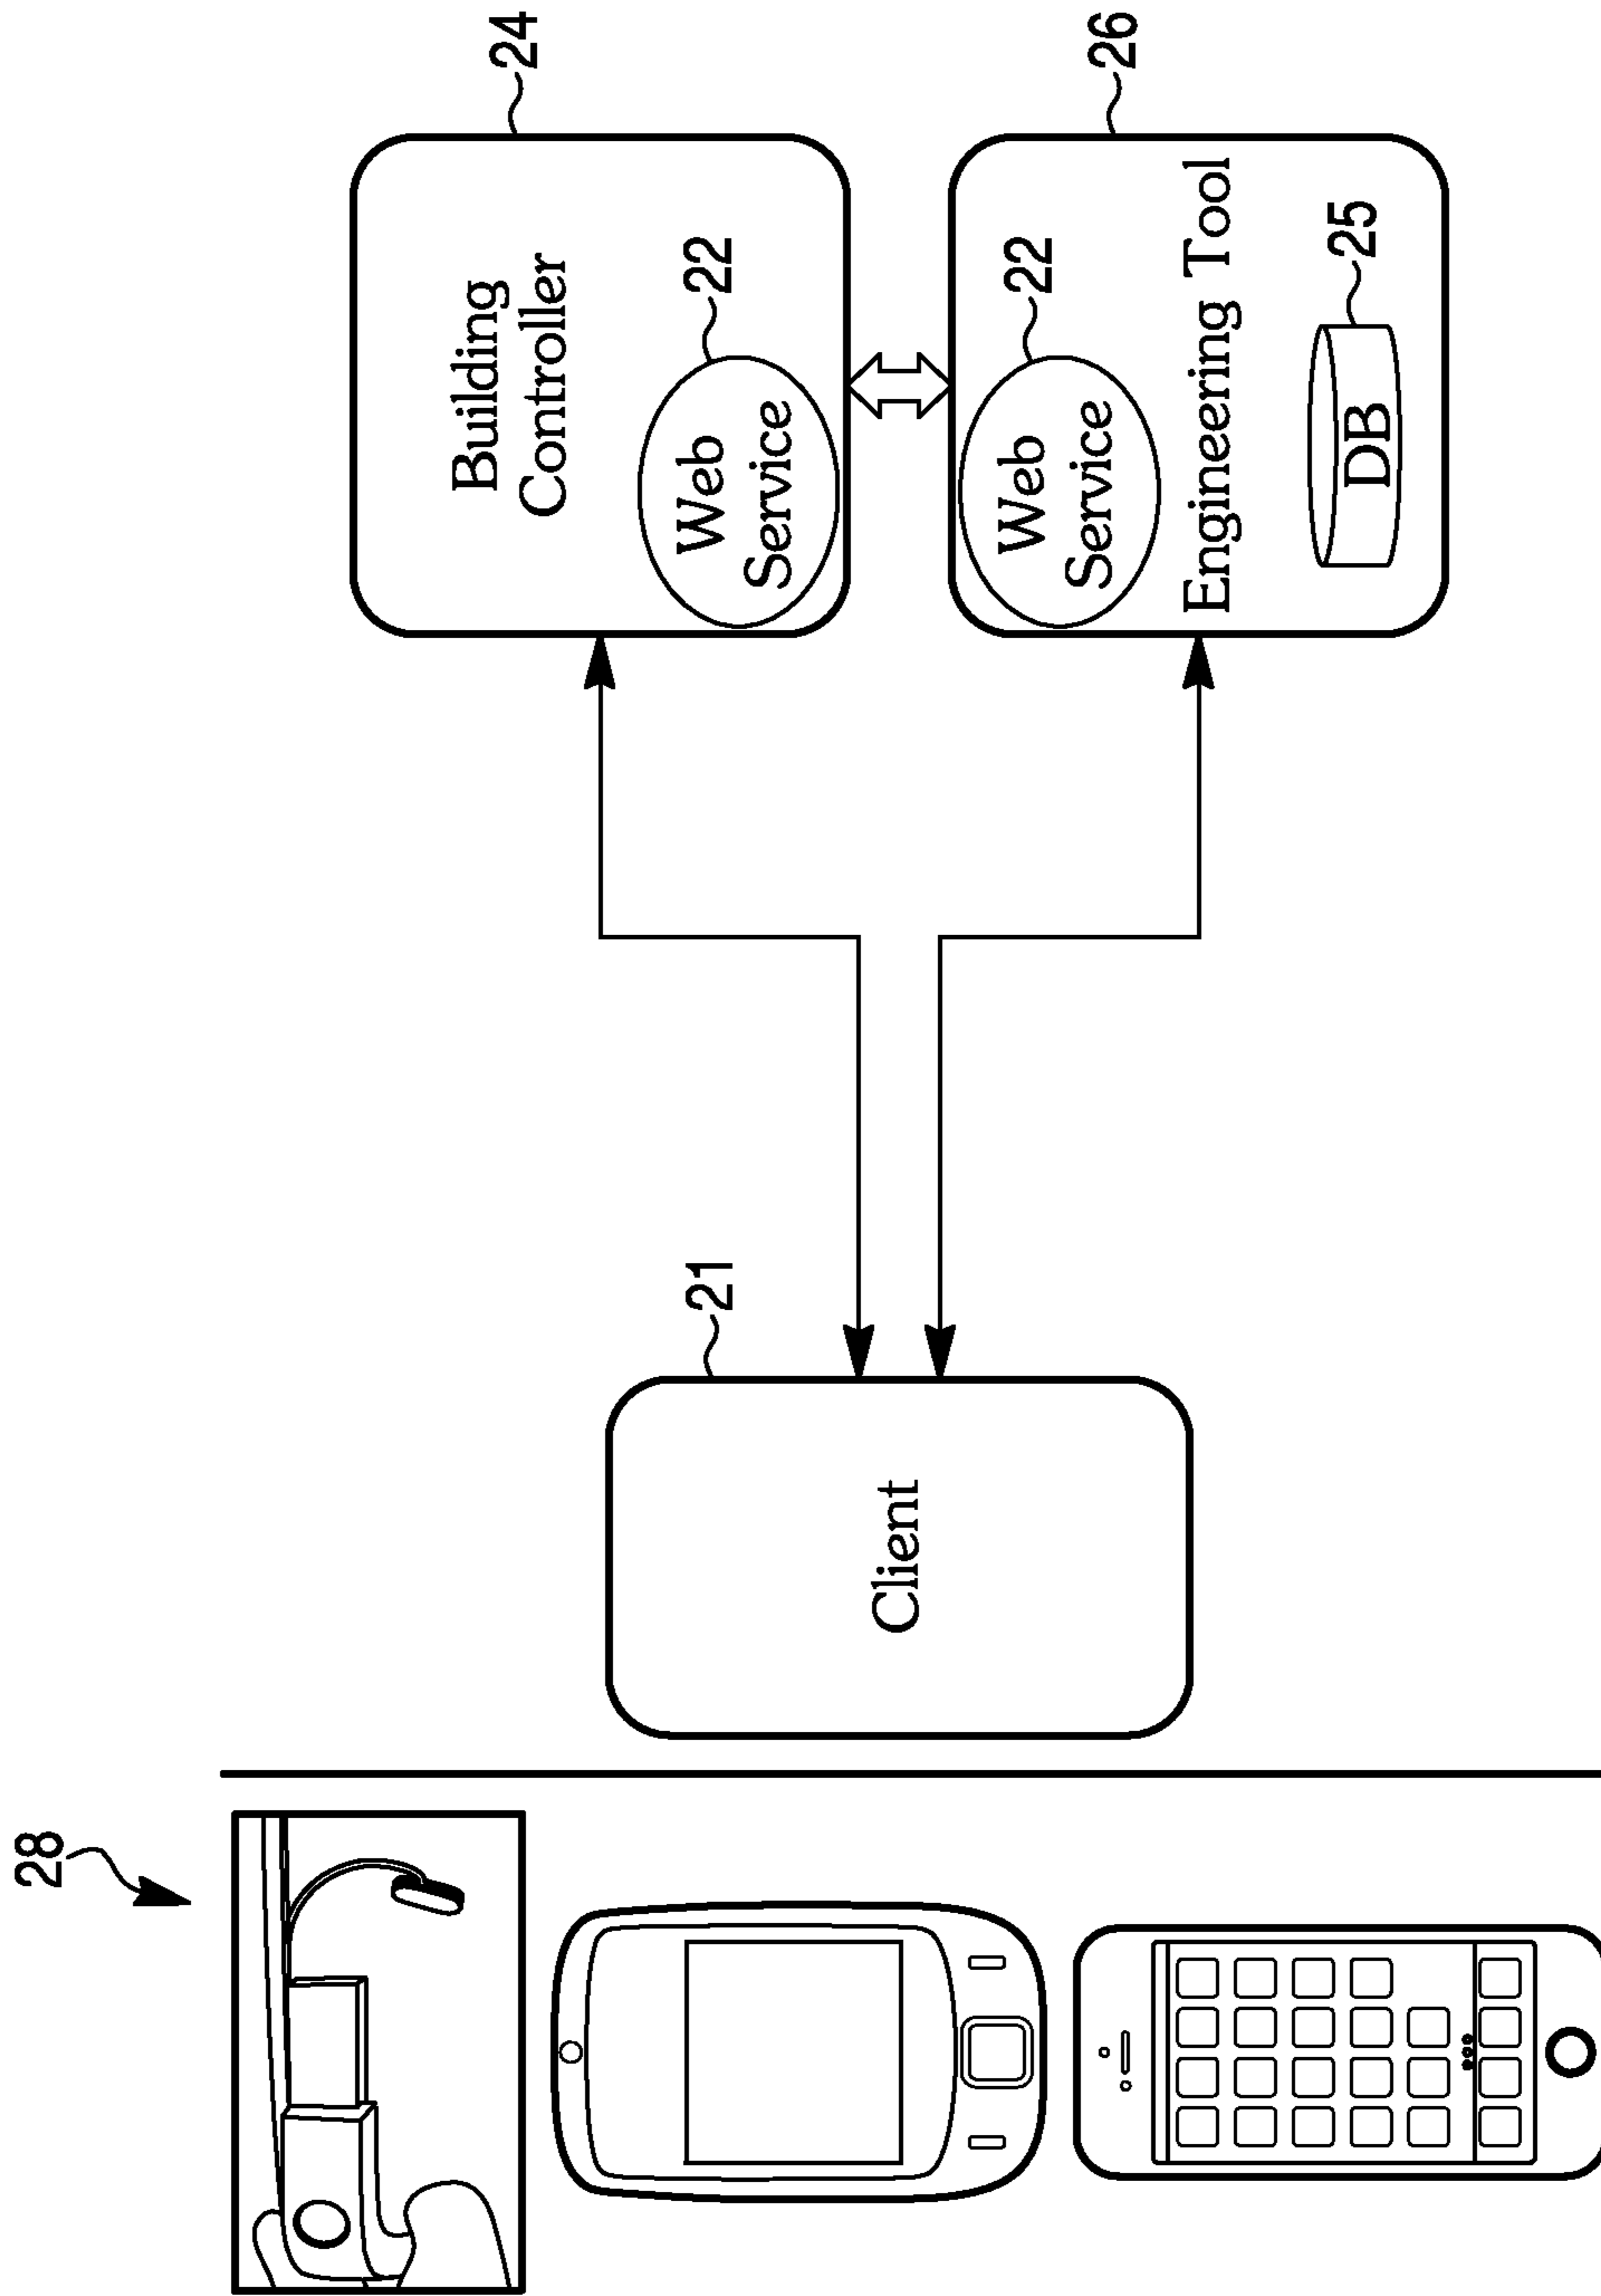 28
21
Client
24
Building
Controller
22
Web
Service
26
22
Web
Service
Engineering Tool
25
DB